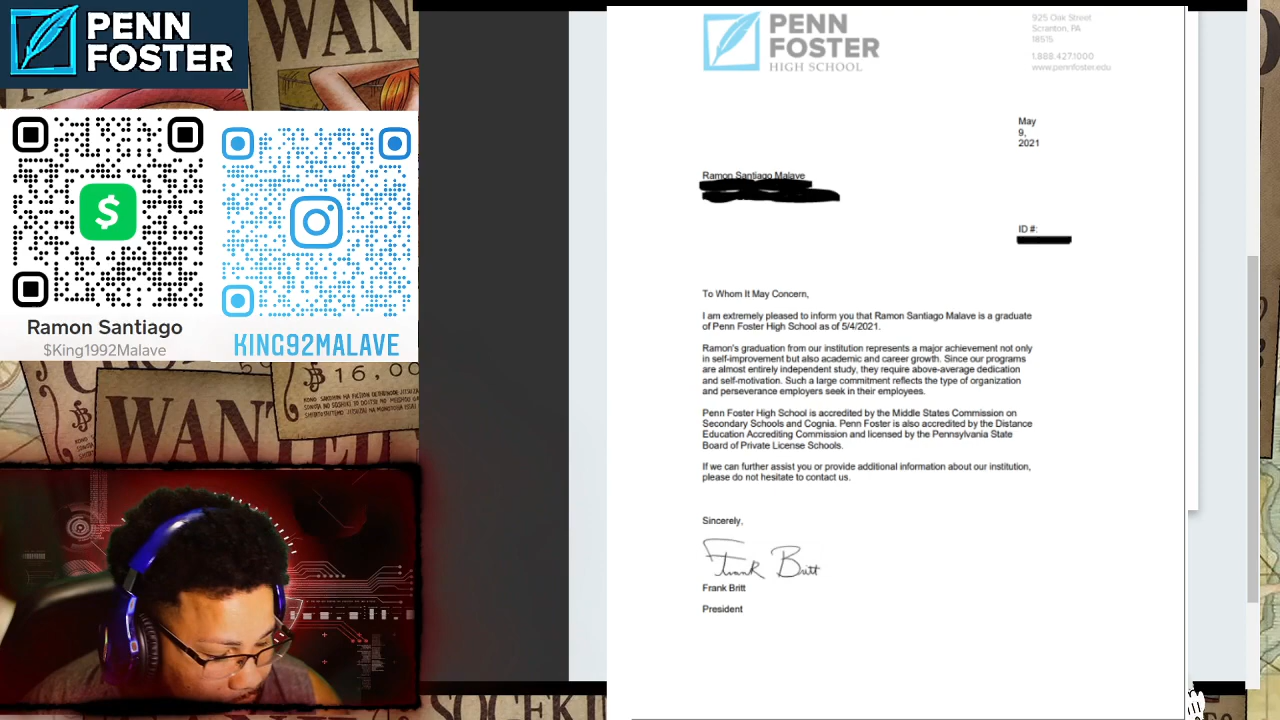 PENN
FOSTER
WAN
Ramon Santiago
$King1992Malave
KING92MALAVE
16,00
WANT
PENN
FOSTER
HIGH SCHOOL
925 Oak Street
Scranton, PA
18515
1.888.427.1000
www.pennfoster.edu
May
9,
2021
Ramon Santiago Malave
ID #:
To Whom It May Concern,
I am extremely pleased to inform you that Ramon Santiago Malave is a graduate
of Penn Foster High School as of 5/4/2021.
Ramon's graduation from our institution represents a major achievement not only
in self-improvement but also academic and career growth. Since our programs
are almost entirely independent study, they require above-average dedication
and self-motivation. Such a large commitment reflects the type of organization
and perseverance employers seek in their employees.
Penn Foster High School is accredited by the Middle States Commission on
Secondary Schools and Cognia. Penn Foster is also accredited by the Distance
Education Accrediting Commission and licensed by the Pennsylvania State
Board of Private License Schools.
If we can further assist you or provide additional information about our institution,
please do not hesitate to contact us.
Sincerely,
Frank Britt
Frank Britt
President